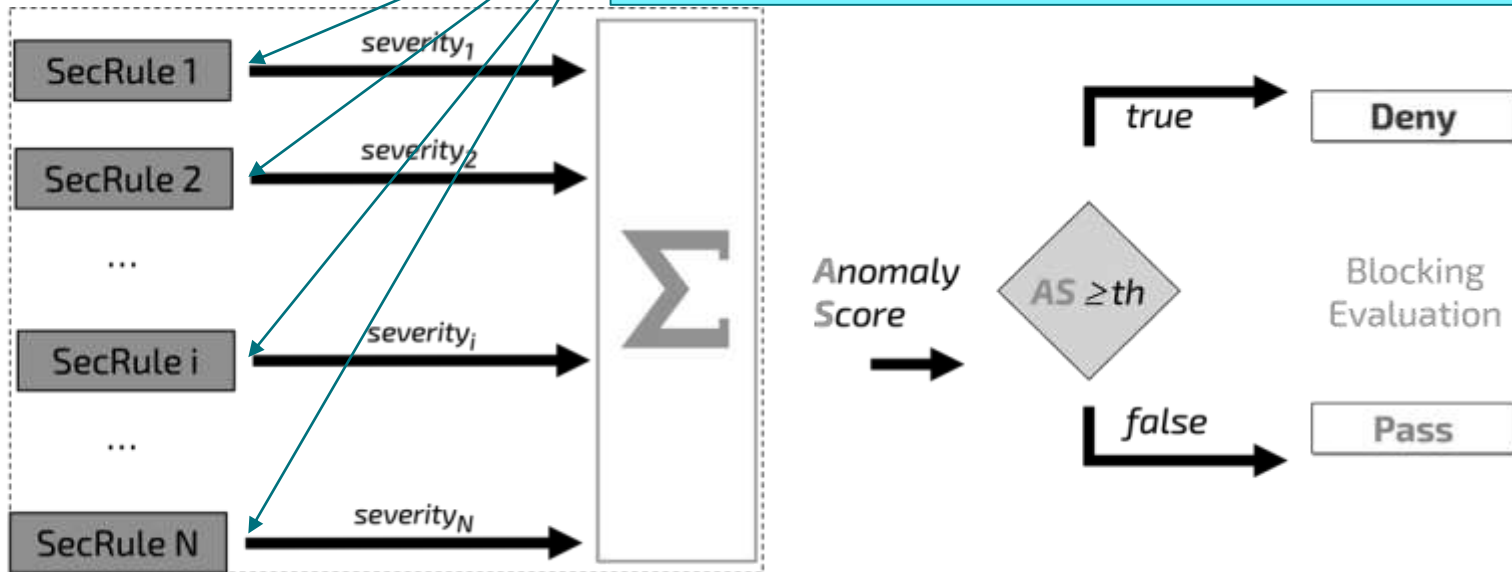 SecRule 1
severity1
SecRule 2
severity2
...
SecRule i
severityi
...
SecRule N
severityN
Σ
Anomaly
Score
AS ≥th
true
Deny
Blocking
Evaluation
false
Pass